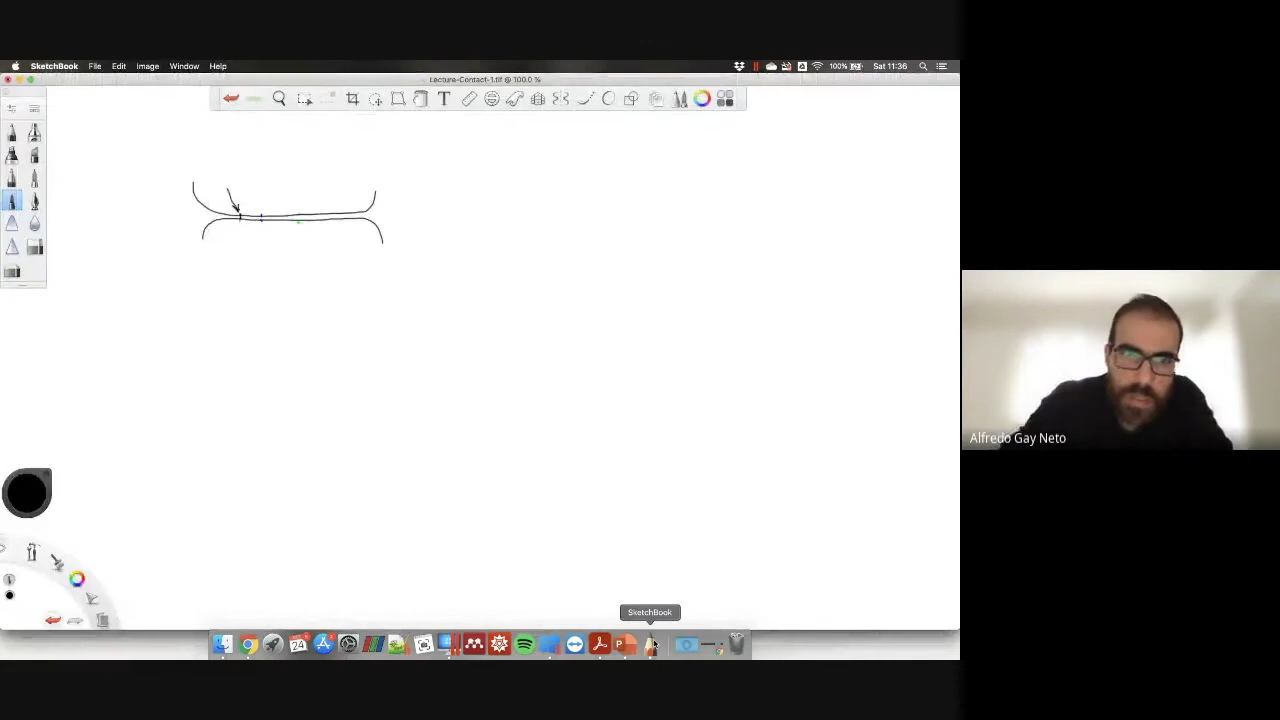 SketchBook File Edit Image Window Help 100% Sat 11:36
Lecture-Contact-1.tif @ 100.0 %
T
Alfredo Gay Neto
SketchBook
24